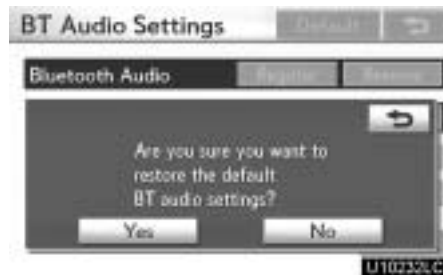 BT Audio Settings Default
Bluetooth Audio Register Remove
Are you sure you want to
restore the default
BT audio settings?
Yes No
U10232LC